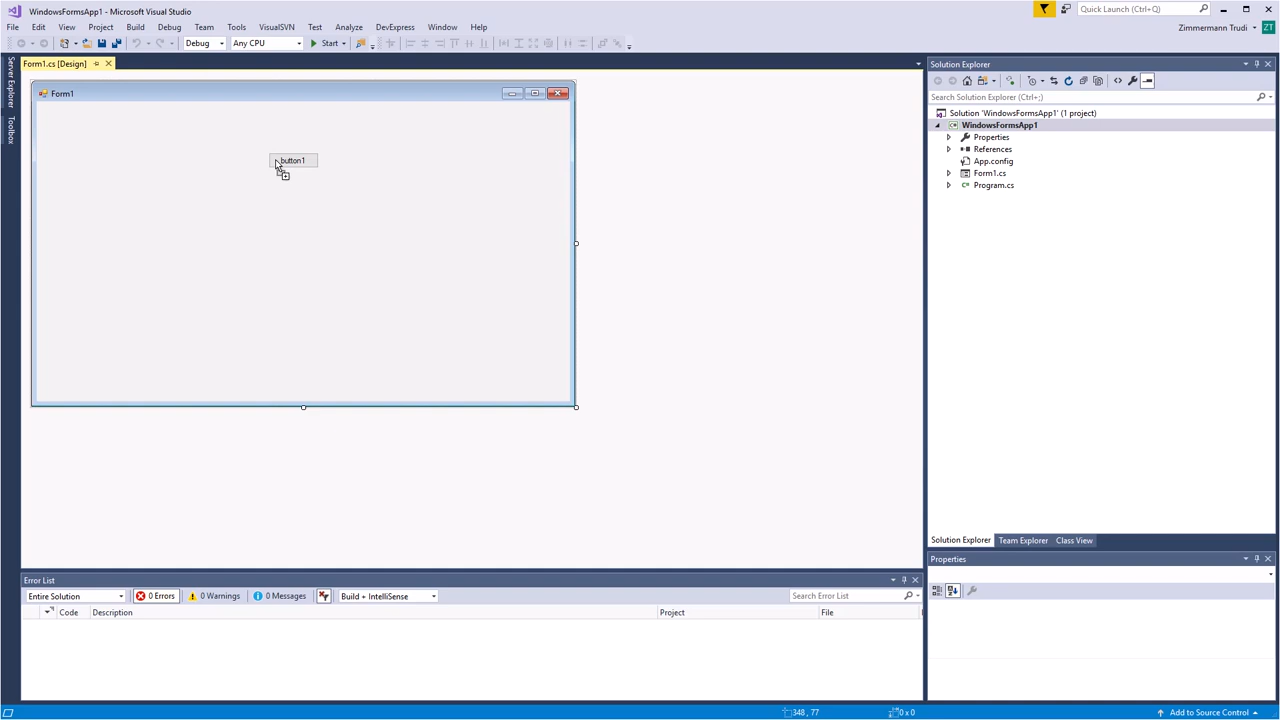 WindowsFormsApp1 - Microsoft Visual Studio
Quick Launch (Ctrl+Q)
File Edit View Project Build Debug Team Tools VisualSVN Test Analyze DevExpress Window Help
Zimmermann Trudi ZT
Debug Any CPU Start
Server Explorer
Toolbox
Form1.cs [Design]
Form1
button1
Solution Explorer
Search Solution Explorer (Ctrl+;)
Solution 'WindowsFormsApp1' (1 project)
WindowsFormsApp1
Properties
References
App.config
Form1.cs
Program.cs
Solution Explorer Team Explorer Class View
Properties
Error List
Entire Solution 0 Errors 0 Warnings 0 Messages Build + IntelliSense Search Error List
Code Description Project File
348 , 77 0 x 0 Add to Source Control